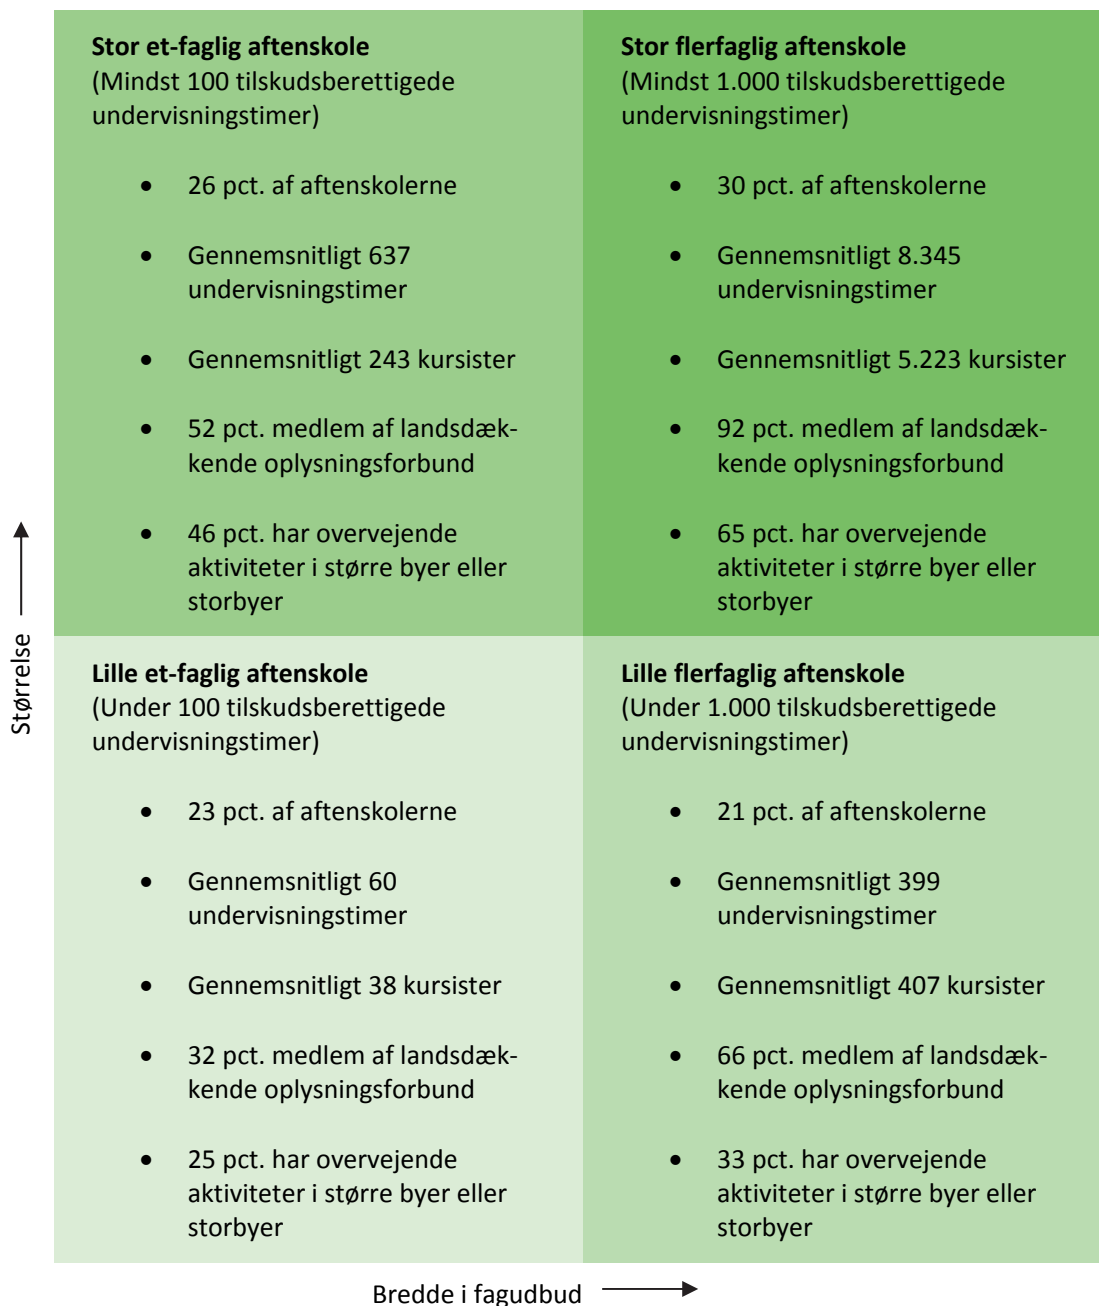 Stor et-faglig aftenskole
(Mindst 100 tilskudsberettigede
undervisningstimer)
• 26 pct. af aftenskolerne
• Gennemsnitligt 637
undervisningstimer
• Gennemsnitligt 243 kursister
• 52 pct. medlem af landsdæk-
kende oplysningsforbund
• 46 pct. har overvejende
aktiviteter i større byer eller
storbyer
Stor flerfaglig aftenskole
(Mindst 1.000 tilskudsberettigede
undervisningstimer)
• 30 pct. af aftenskolerne
• Gennemsnitligt 8.345
undervisningstimer
• Gennemsnitligt 5.223 kursister
• 92 pct. medlem af landsdæk-
kende oplysningsforbund
• 65 pct. har overvejende
aktiviteter i større byer eller
storbyer
Størrelse
Lille et-faglig aftenskole
(Under 100 tilskudsberettigede
undervisningstimer)
• 23 pct. af aftenskolerne
• Gennemsnitligt 60
undervisningstimer
• Gennemsnitligt 38 kursister
• 32 pct. medlem af landsdæk-
kende oplysningsforbund
• 25 pct. har overvejende
aktiviteter i større byer eller
storbyer
Lille flerfaglig aftenskole
(Under 1.000 tilskudsberettigede
undervisningstimer)
• 21 pct. af aftenskolerne
• Gennemsnitligt 399
undervisningstimer
• Gennemsnitligt 407 kursister
• 66 pct. medlem af landsdæk-
kende oplysningsforbund
• 33 pct. har overvejende
aktiviteter i større byer eller
storbyer
Bredde i fagudbud